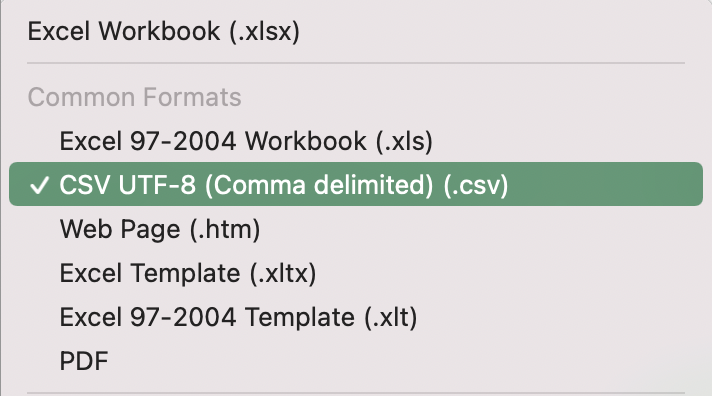 Excel Workbook (.xlsx)
Common Formats
Excel 97-2004 Workbook (.xls)
CSV UTF-8 (Comma delimited) (.csv)
Web Page (.htm)
Excel Template (.xltx)
Excel 97-2004 Template (.xlt)
PDF